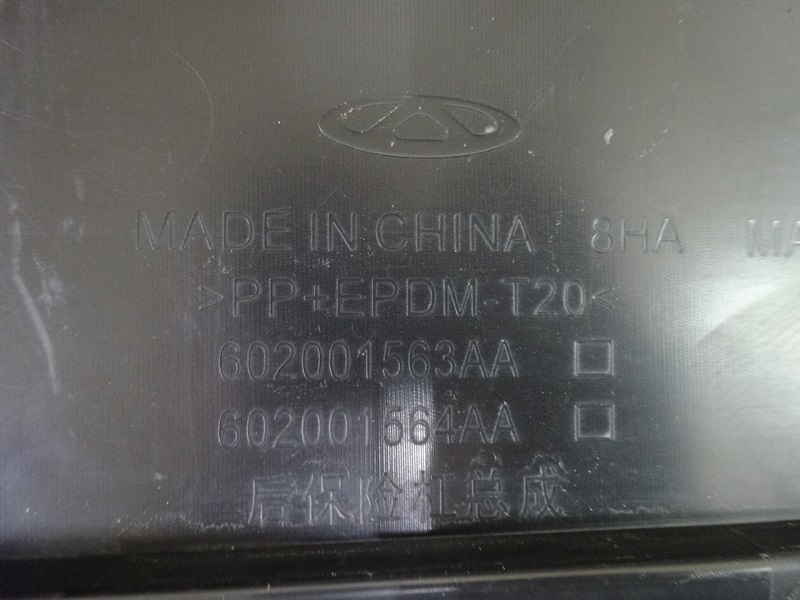 MADE IN CHINA 8HA MA
>PP+EPDM-T20<
602001563AA
602001564AA
后保险杠总成